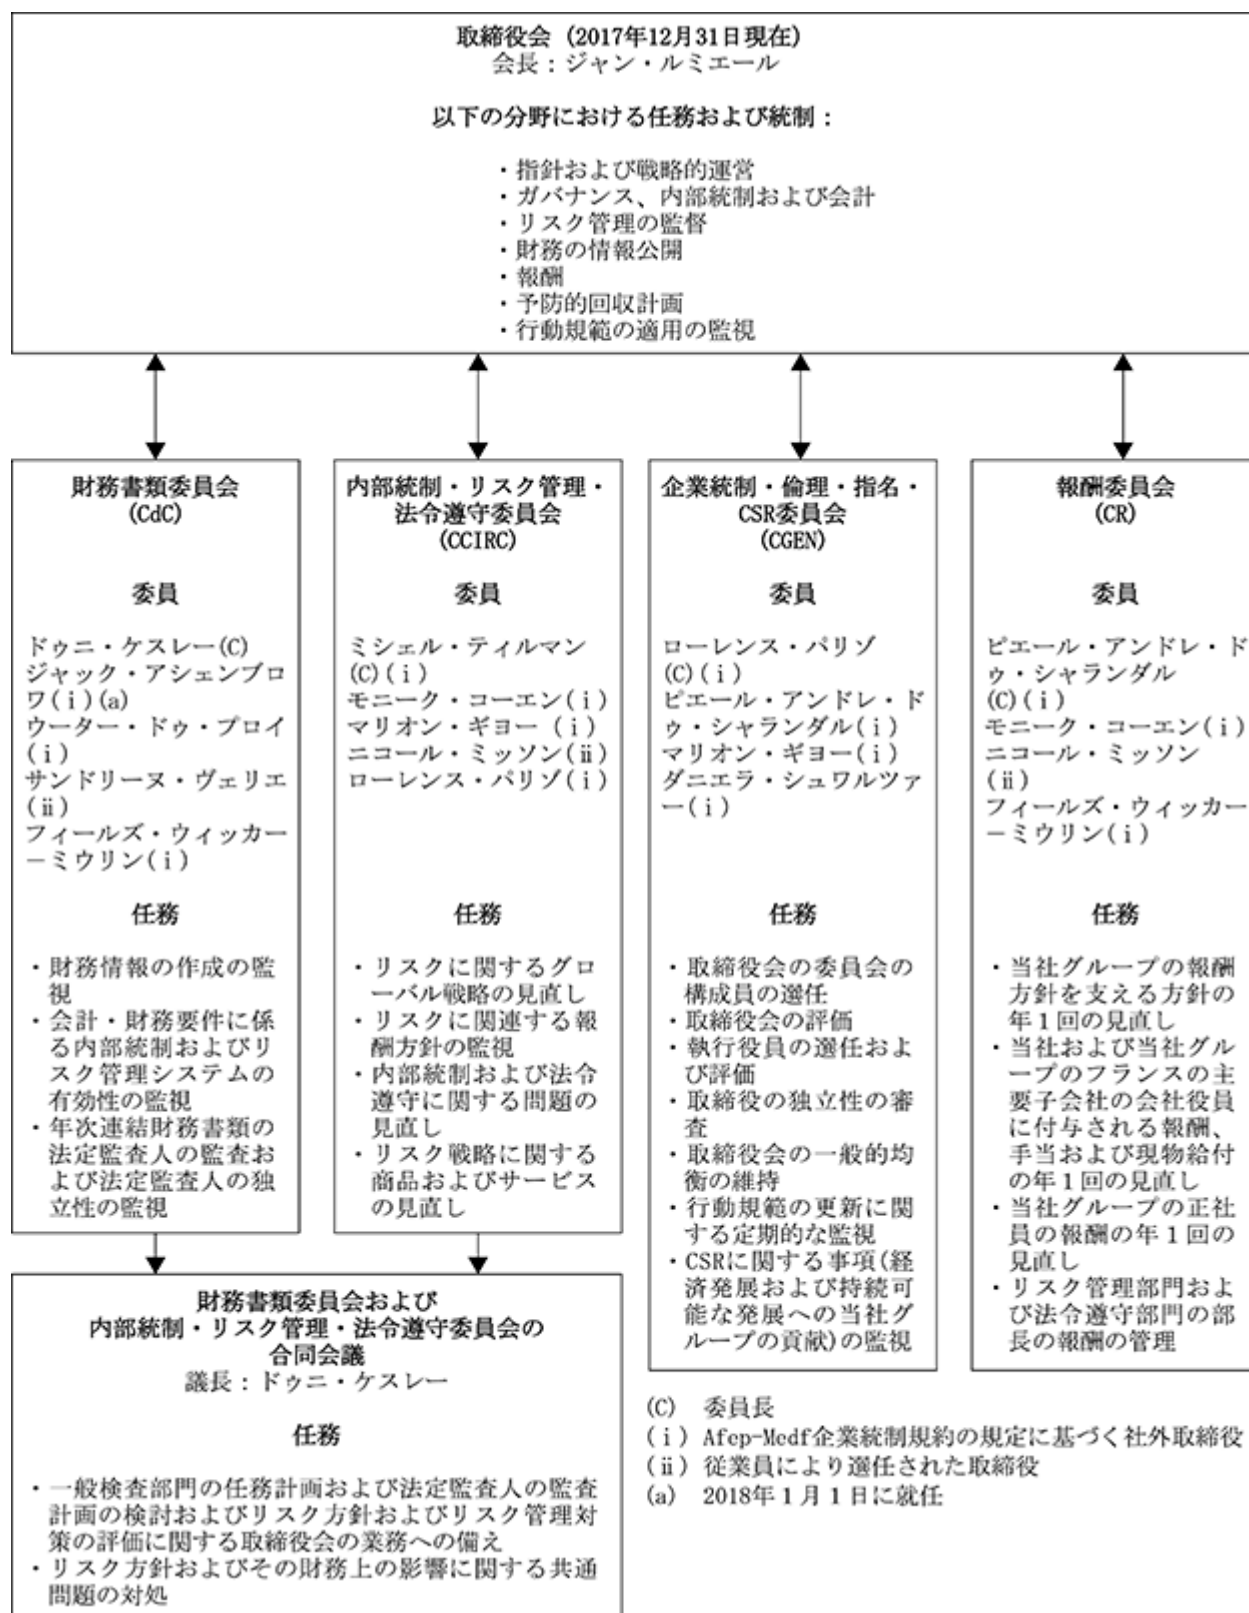 取締役会 (2017年12月31日現在)
会長：ジャン・ルミエール
以下の分野における任務および統制：
・指針および戦略的運営
・ガバナンス、内部統制および会計
・リスク管理の監督
・財務の情報公開
・報酬
・予防的回収計画
・行動規範の適用の監視
財務書類委員会
(CdC)
委員
ドゥニ・ケスレー(C)
ジャック・アシェンブロ
ワ(ⅰ)(a)
ウーター・ドゥ・プロイ
(ⅰ)
サンドリーヌ・ヴェリエ
(ⅱ)
フィールズ・ウィッカー
－ミウリン(ⅰ)
任務
・財務情報の作成の監
視
・会計・財務要件に係
る内部統制およびリ
スク管理システムの
有効性の監視
・年次連結財務書類の
法定監査人の監査お
よび法定監査人の独
立性の監視
内部統制・リスク管理・
法令遵守委員会
(CCIRC)
委員
ミシェル・ティルマン
(C)(ⅰ)
モニーク・コーエン(ⅰ)
マリオン・ギヨー (ⅰ)
ニコール・ミッソン(ⅱ)
ローレンス・パリゾ(ⅰ)
任務
・リスクに関するグロ
ーバル戦略の見直し
・リスクに関連する報
酬方針の監視
・内部統制および法令
遵守に関する問題の
見直し
・リスク戦略に関する
商品およびサービス
の見直し
企業統制・倫理・指名・
CSR委員会
(CGEN)
委員
ローレンス・パリゾ
(C)(ⅰ)
ピエール・アンドレ・ド
ゥ・シャランダル(ⅰ)
マリオン・ギヨー(ⅰ)
ダニエラ・シュワルツァ
ー(ⅰ)
任務
・取締役会の委員会の
構成員の選任
・取締役会の評価
・執行役員の選任およ
び評価
・取締役の独立性の審
査
・取締役会の一般的均
衡の維持
・行動規範の更新に関
する定期的な監視
・CSRに関する事項(経
済発展および持続可
能な発展への当社グ
ループの貢献)の監視
報酬委員会
(CR)
委員
ピエール・アンドレ・ド
ゥ・シャランダル
(C)(ⅰ)
モニーク・コーエン(ⅰ)
ニコール・ミッソン
(ⅱ)
フィールズ・ウィッカー
－ミウリン(ⅰ)
任務
・当社グループの報酬
方針を支える方針の
年１回の見直し
・当社および当社グル
ープのフランスの主
要子会社の会社役員
に付与される報酬、
手当および現物給付
の年１回の見直し
・当社グループの正社
員の報酬の年１回の
見直し
・リスク管理部門およ
び法令遵守部門の部
長の報酬の管理
財務書類委員会および
内部統制・リスク管理・法令遵守委員会の
合同会議
議長：ドゥニ・ケスレー
任務
・一般検査部門の任務計画および法定監査人の監査
計画の検討およびリスク方針およびリスク管理対
策の評価に関する取締役会の業務への備え
・リスク方針およびその財務上の影響に関する共通
問題の対処
(C) 委員長
(ⅰ) Afep-Medf企業統制規約の規定に基づく社外取締役
(ⅱ) 従業員により選任された取締役
(a) 2018年１月１日に就任